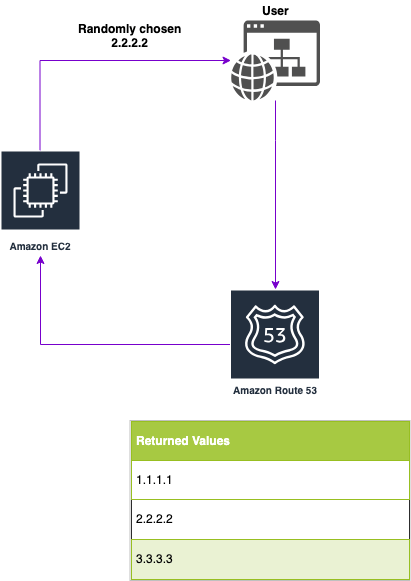 User
Randomly chosen
2.2.2.2
Amazon EC2
53
Amazon Route 53
Returned Values
1.1.1.1
2.2.2.2
3.3.3.3